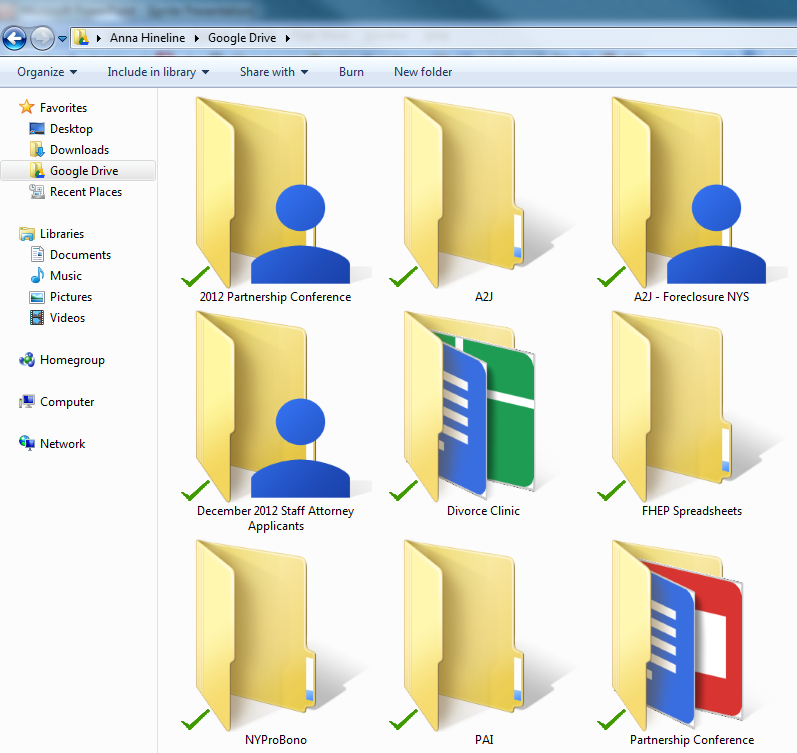 Anna Hineline Google Drive
Organize Include in library Share with Burn New folder
Favorites
Desktop
Downloads
Google Drive
Recent Places
Libraries
Documents
Music
Pictures
Videos
Homegroup
Computer
Network
2012 Partnership Conference
A2J
A2J - Foreclosure NYS
December 2012 Staff Attorney
Applicants
Divorce Clinic
FHEP Spreadsheets
NYProBono
PAI
Partnership Conference